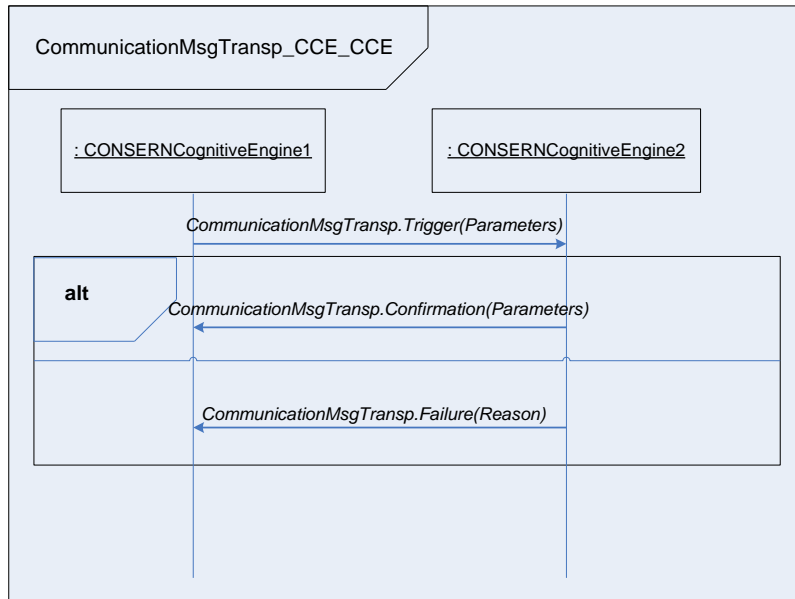 CommunicationMsgTransp_CCE_CCE
: CONSERNCognitiveEngine1
: CONSERNCognitiveEngine2
CommunicationMsgTransp.Trigger(Parameters)
alt
CommunicationMsgTransp.Confirmation(Parameters)
CommunicationMsgTransp.Failure(Reason)